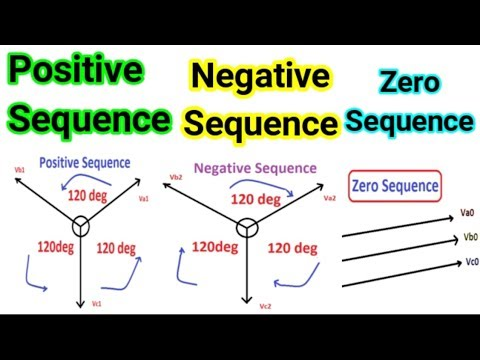 Positive
Sequence
Negative
Sequence
Zero
Sequence
Positive Sequence
Vb1
120 deg
Va1
120deg
120 deg
Vc1
Negative Sequence
Vb2
120 deg
Va2
120deg
120 deg
Vc2
Zero Sequence
Va0
Vb0
Vc0